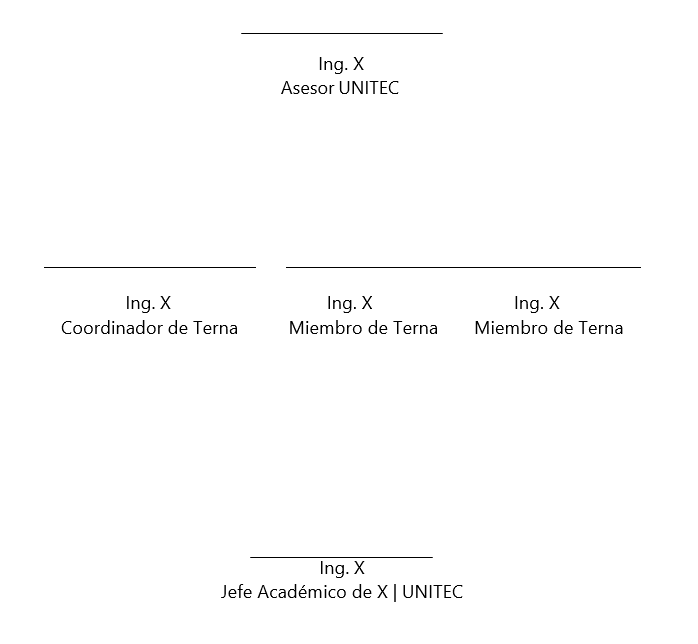 Ing. X
Asesor UNITEC
Ing. X Ing. X Ing. X
Coordinador de Terna Miembro de Terna Miembro de Terna
Ing. X
Jefe Académico de X | UNITEC